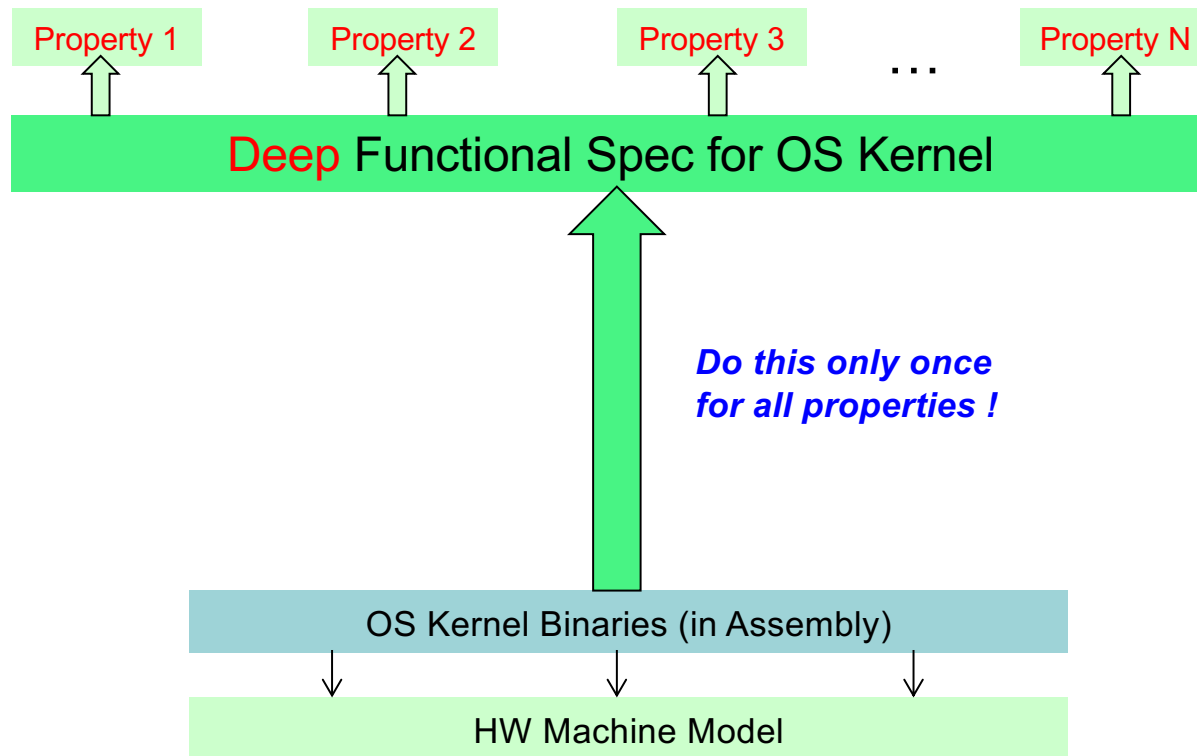 Property 1 Property 2 Property 3 ... Property N
Deep Functional Spec for OS Kernel
Do this only once
for all properties !
OS Kernel Binaries (in Assembly)
HW Machine Model